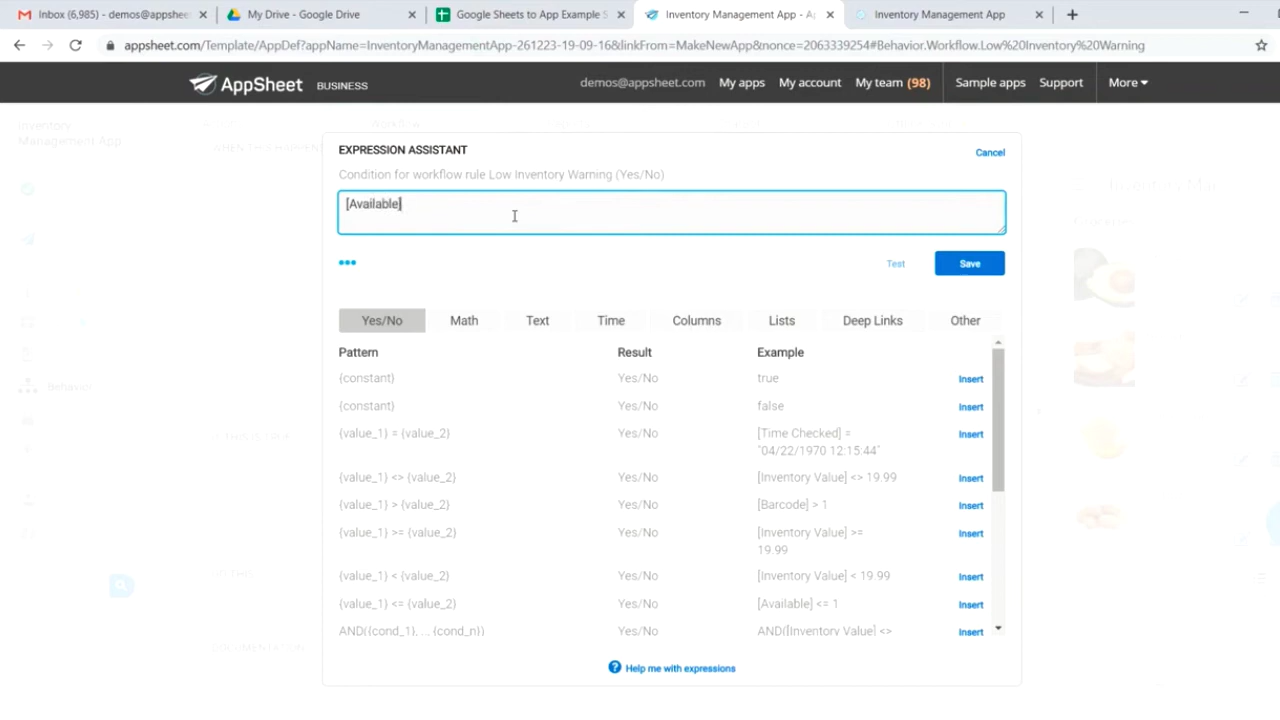 Inbox (6,985) - demos@appshee
My Drive - Google Drive
Google Sheets to App Example S
Inventory Management App - Ap
Inventory Management App
appsheet.com/Template/AppDef?appName=InventoryManagementApp-261223-19-09-16&linkFrom=MakeNewApp&nonce=2063339254#Behavior.Workflow.Low%20Inventory%20Warning
AppSheet BUSINESS
demos@appsheet.com My apps My account My team (98) Sample apps Support More
Inventory
Management App
Behavior
EXPRESSION ASSISTANT
Cancel
Condition for workflow rule Low Inventory Warning (Yes/No)
[Available]
Test Save
Yes/No Math Text Time Columns Lists Deep Links Other
Pattern Result Example
{constant} Yes/No true Insert
{constant} Yes/No false Insert
{value_1} = {value_2} Yes/No [Time Checked] = Insert
"04/22/1970 12:15:44"
{value_1} <> {value_2} Yes/No [Inventory Value] <> 19.99 Insert
{value_1} > {value_2} Yes/No [Barcode] > 1 Insert
{value_1} >= {value_2} Yes/No [Inventory Value] >= Insert
19.99
{value_1} < {value_2} Yes/No [Inventory Value] < 19.99 Insert
{value_1} <= {value_2} Yes/No [Available] <= 1 Insert
AND({cond_1}, ... {cond_n}) Yes/No AND([Inventory Value] <> Insert
Help me with expressions